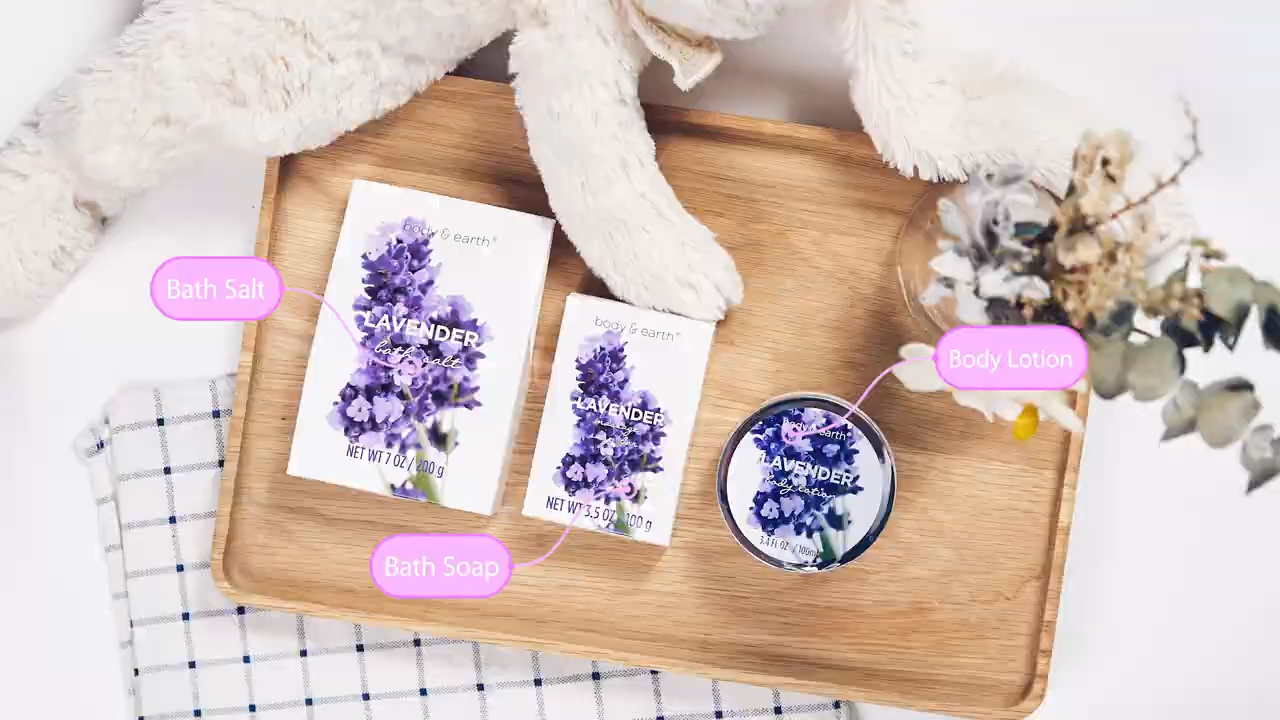 body & earth®
LAVENDER
bath salt
NET WT 7 OZ / 200 g
Bath Salt
body & earth®
LAVENDER
NET WT 3.5 OZ / 100 g
Bath Soap
body & earth®
LAVENDER
body lotion
3.4 FL OZ / 100ml
Body Lotion